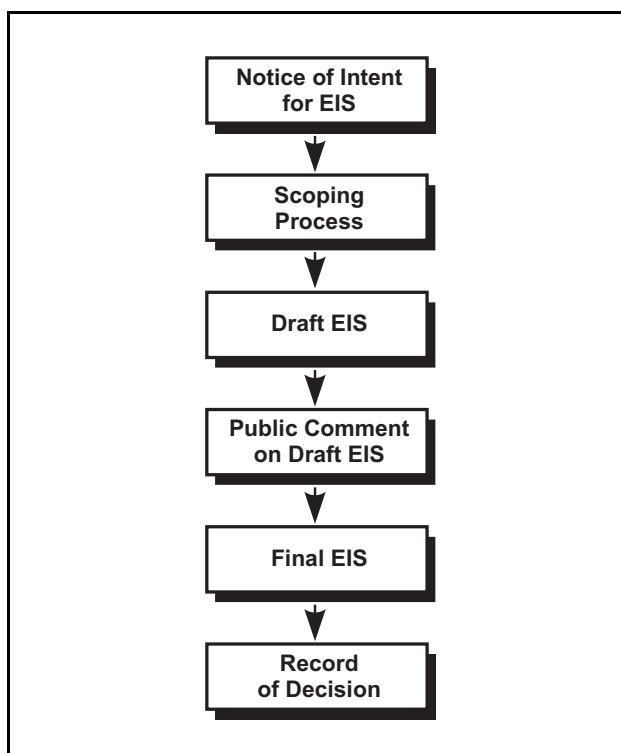 Notice of Intent
for EIS
Scoping
Process
Draft EIS
Public Comment
on Draft EIS
Final EIS
Record
of Decision